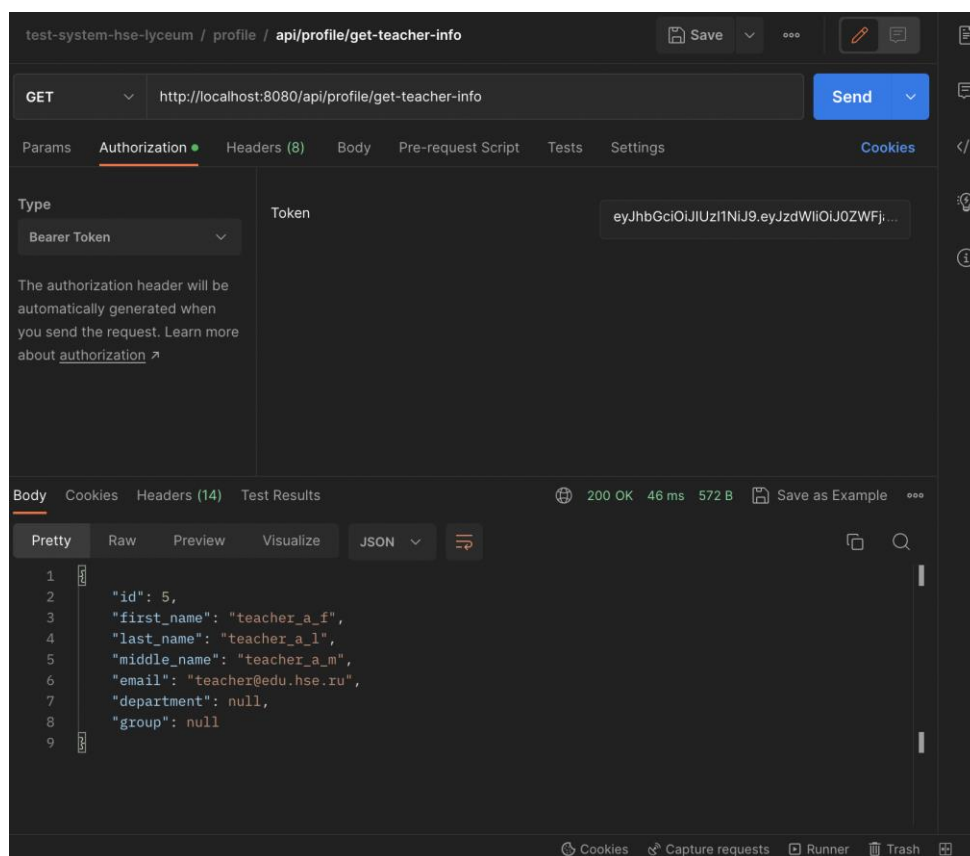 test-system-hse-lyceum / profile / api/profile/get-teacher-info
Save
GET
http://localhost:8080/api/profile/get-teacher-info
Send
Params Authorization Headers (8) Body Pre-request Script Tests Settings Cookies
Type
Bearer Token
Token
eyJhbGciOiJIUzI1NiJ9.eyJzdWIiOiJ0ZWFj...
The authorization header will be
automatically generated when
you send the request. Learn more
about authorization ↗
Body Cookies Headers (14) Test Results
200 OK 46 ms 572 B Save as Example
Pretty Raw Preview Visualize JSON
1 {
2 "id": 5,
3 "first_name": "teacher_a_f",
4 "last_name": "teacher_a_l",
5 "middle_name": "teacher_a_m",
6 "email": "teacher@edu.hse.ru",
7 "department": null,
8 "group": null
9 }
Cookies Capture requests Runner Trash